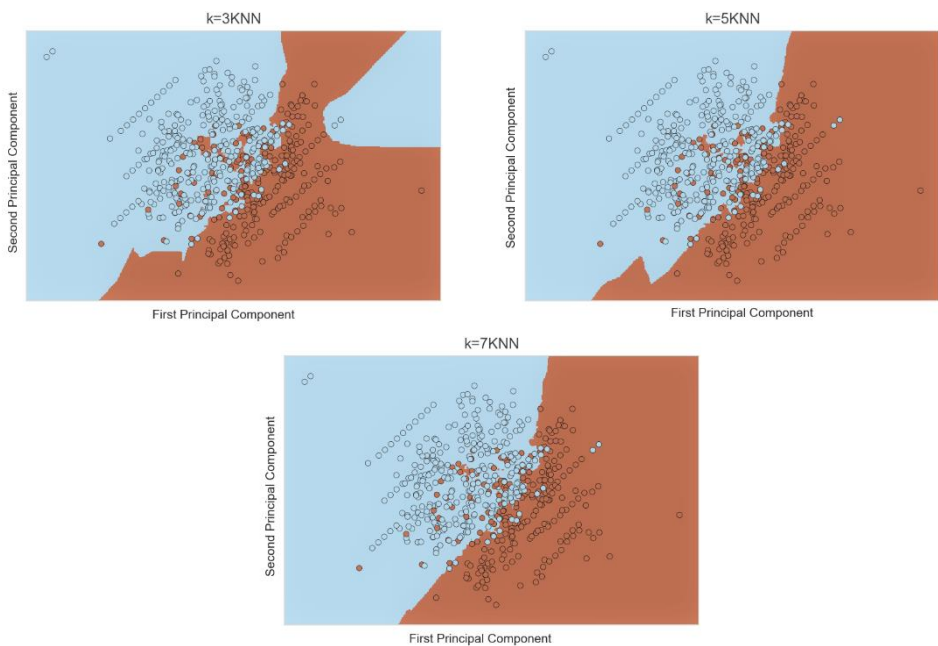 k=3KNN
Second Principal Component
First Principal Component
k=5KNN
Second Principal Component
First Principal Component
k=7KNN
Second Principal Component
First Principal Component